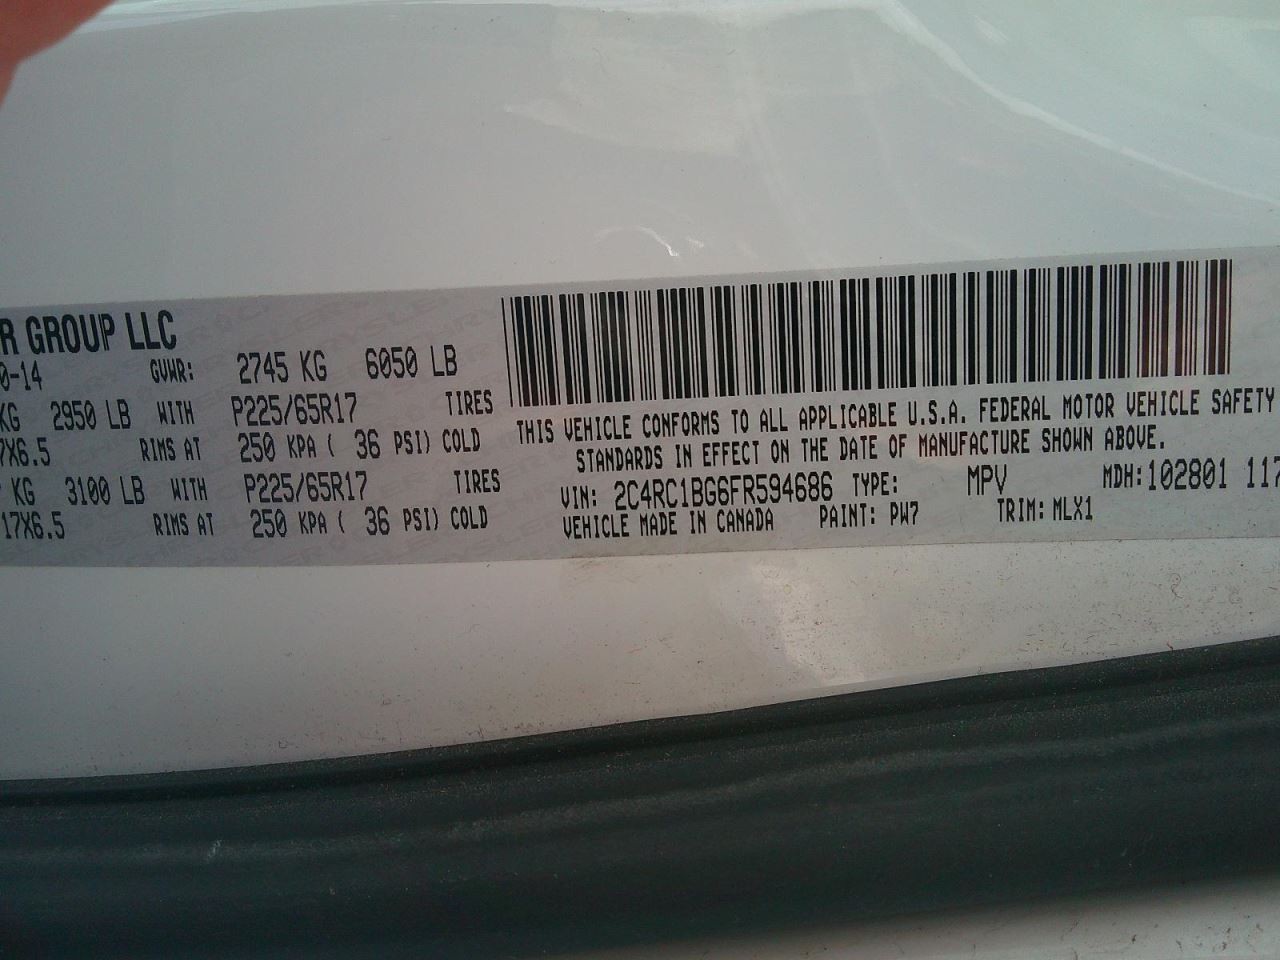 R GROUP LLC
0-14 GVWR: 2745 KG 6050 LB
KG 2950 LB WITH P225/65R17 TIRES
7X6.5 RIMS AT 250 KPA ( 36 PSI) COLD
KG 3100 LB WITH P225/65R17 TIRES
17X6.5 RIMS AT 250 KPA ( 36 PSI) COLD
THIS VEHICLE CONFORMS TO ALL APPLICABLE U.S.A. FEDERAL MOTOR VEHICLE SAFETY
STANDARDS IN EFFECT ON THE DATE OF MANUFACTURE SHOWN ABOVE.
VIN: 2C4RC1BG6FR594686 TYPE: MPV MDH: 102801 117
VEHICLE MADE IN CANADA PAINT: PW7 TRIM: MLX1